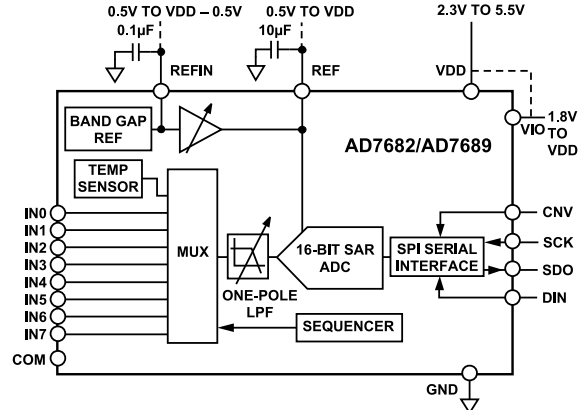 0.5V TO VDD – 0.5V
0.1µF
0.5V TO VDD
10µF
2.3V TO 5.5V
REFIN
REF
VDD
BAND GAP
REF
VIO
1.8V
TO
VDD
AD7682/AD7689
TEMP
SENSOR
IN0
IN1
IN2
IN3
IN4
IN5
IN6
IN7
COM
MUX
ONE-POLE
LPF
16-BIT SAR
ADC
SPI SERIAL
INTERFACE
CNV
SCK
SDO
DIN
SEQUENCER
GND